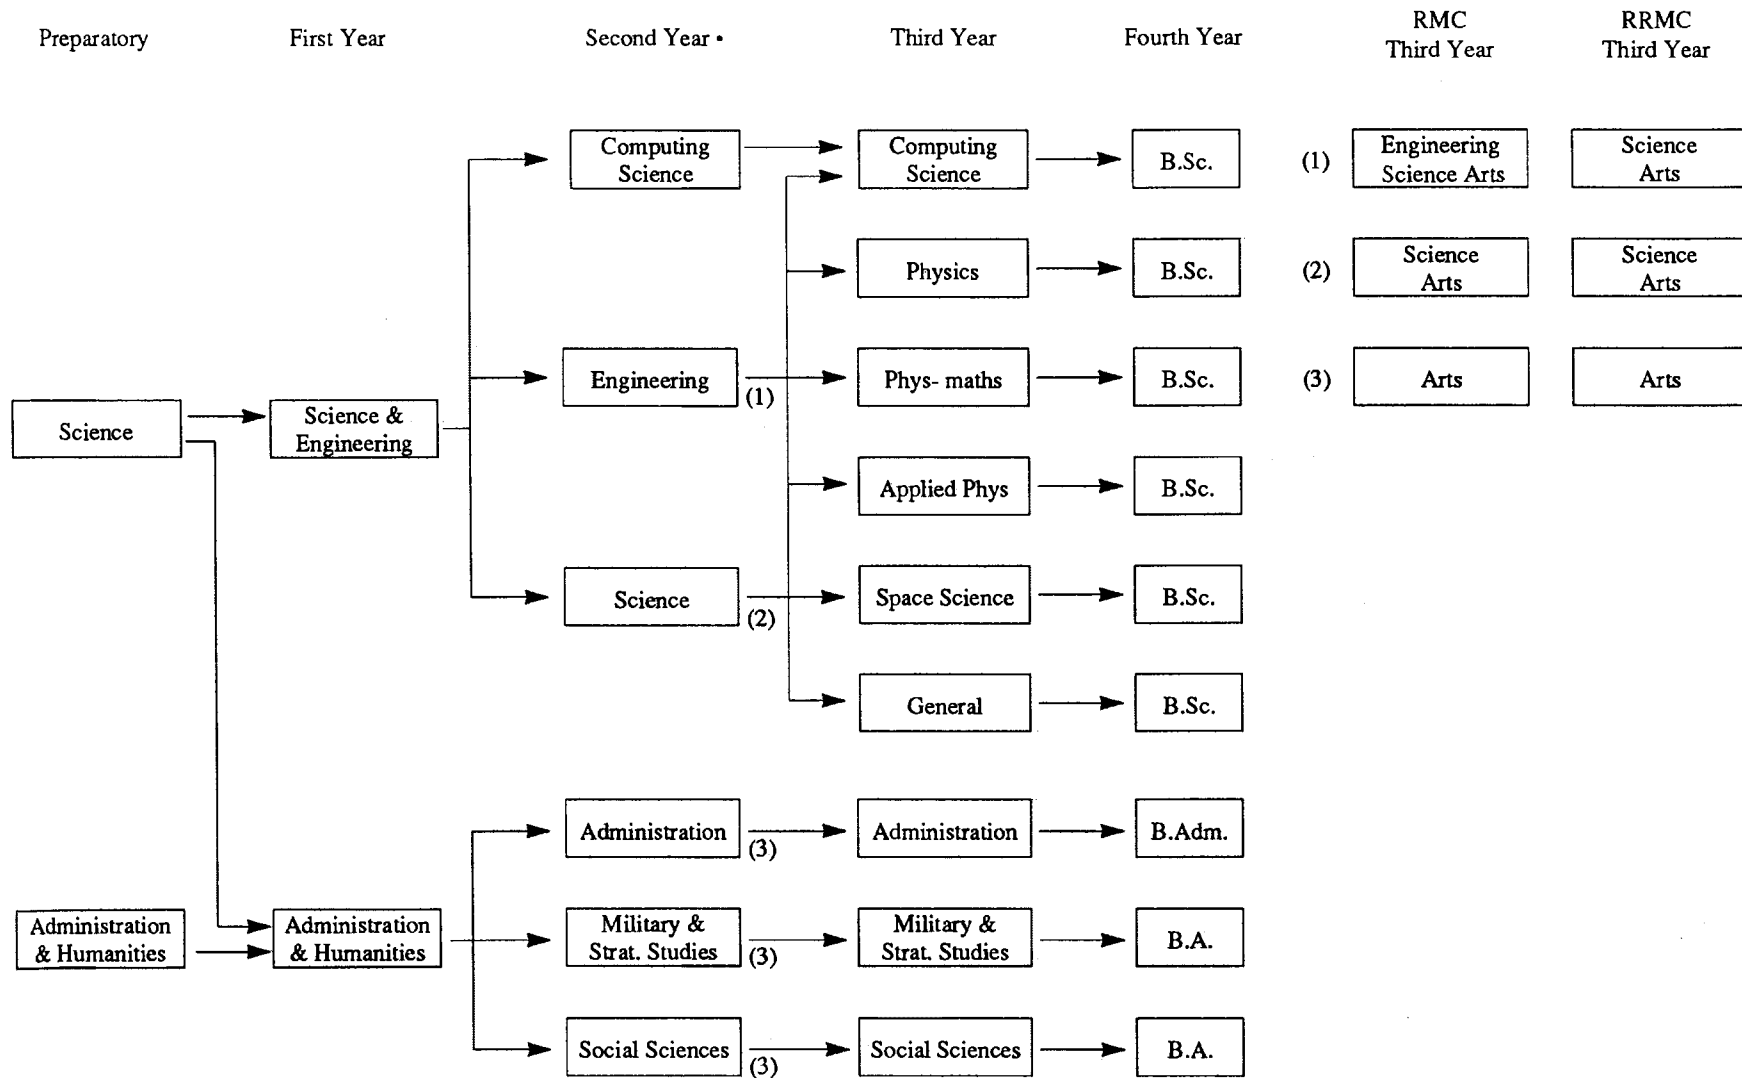 Preparatory
First Year
Second Year •
Third Year
Fourth Year
RMC
Third Year
RRMC
Third Year
Computing
Science
Computing
Science
B.Sc.
(1)
Engineering
Science Arts
Science
Arts
Physics
B.Sc.
(2)
Science
Arts
Science
Arts
Engineering
(1)
Phys- maths
B.Sc.
(3)
Arts
Arts
Science
Science &
Engineering
Applied Phys
B.Sc.
Science
(2)
Space Science
B.Sc.
General
B.Sc.
Administration
(3)
Administration
B.Adm.
Administration
& Humanities
Administration
& Humanities
Military &
Strat. Studies
(3)
Military &
Strat. Studies
B.A.
Social Sciences
(3)
Social Sciences
B.A.